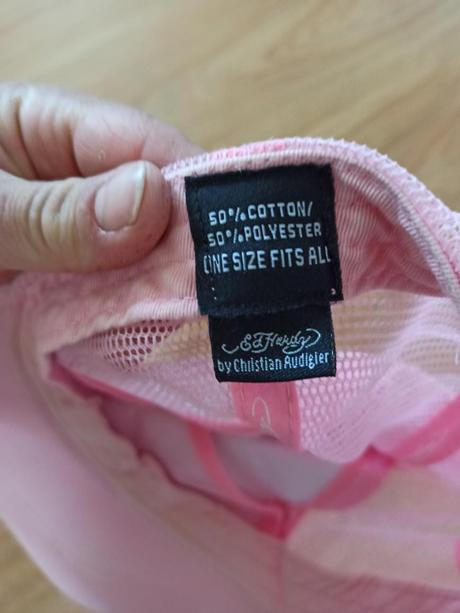 50%COTTON/
50%POLYESTER
ONE SIZE FITS ALL
Ed Hardy
by Christian Audigier